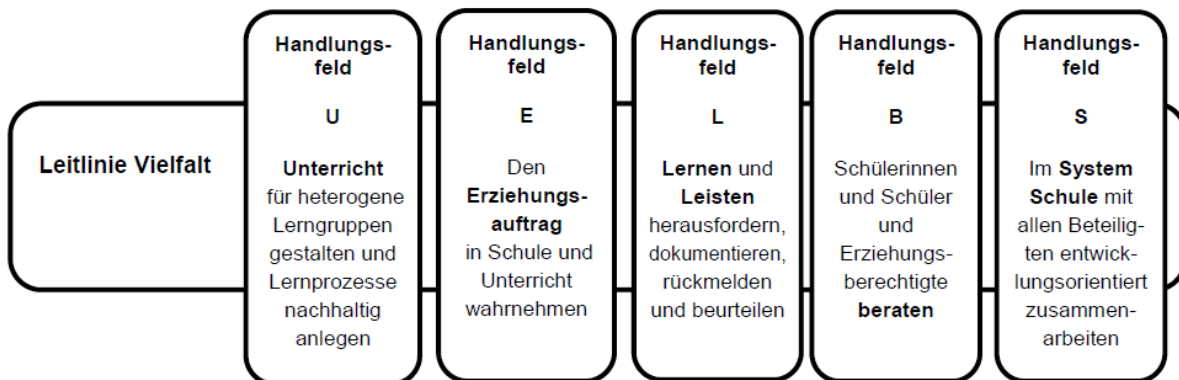 Leitlinie Vielfalt
Handlungs-
feld
U
Unterricht
für heterogene
Lerngruppen
gestalten und
Lernprozesse
nachhaltig
anlegen
Handlungs-
feld
E
Den
Erziehungs-
auftrag
in Schule und
Unterricht
wahrnehmen
Handlungs-
feld
L
Lernen und
Leisten
herausfordern,
dokumentieren,
rückmelden
und beurteilen
Handlungs-
feld
B
Schülerinnen
und Schüler
und
Erziehungs-
berechtigte
beraten
Handlungs-
feld
S
Im System
Schule mit
allen Beteilig-
ten entwick-
lungsorientiert
zusammen-
arbeiten